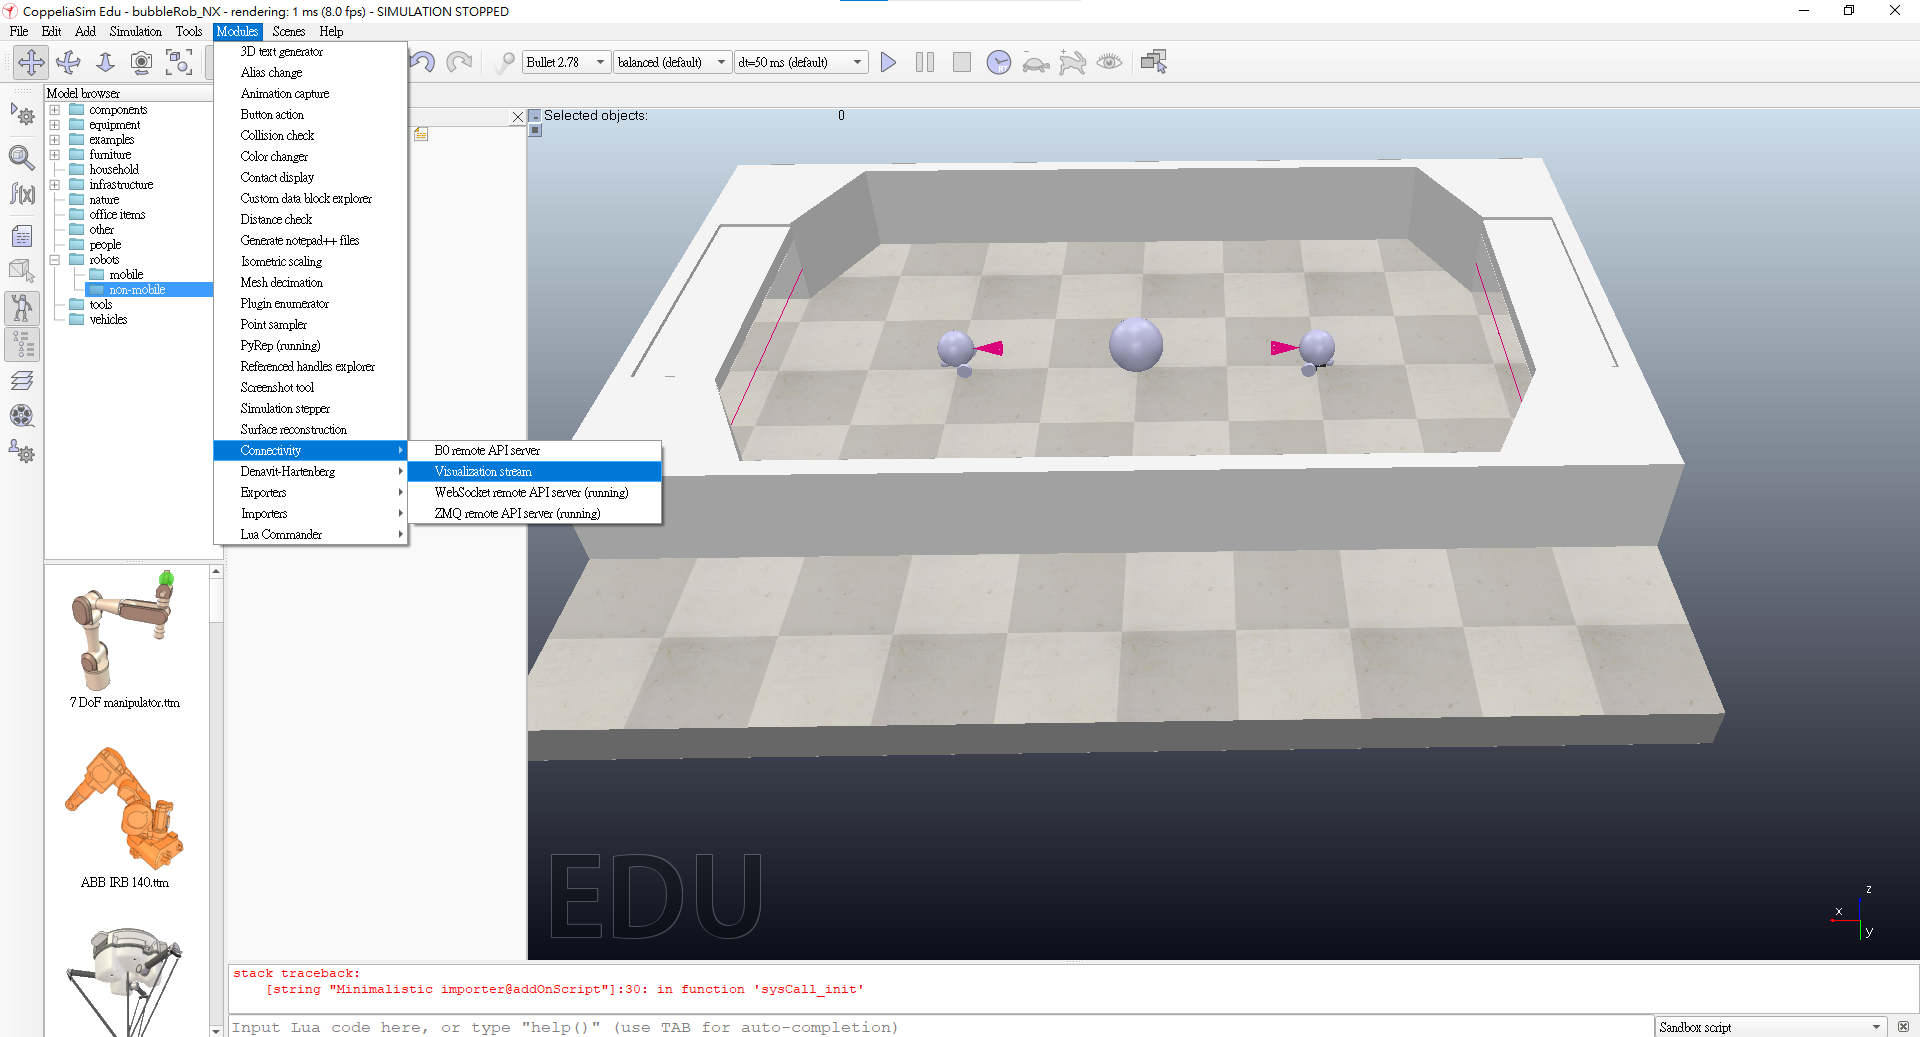 CoppeliaSim Edu - bubbleRob_NX - rendering: 1 ms (8.0 fps) - SIMULATION STOPPED
File Edit Add Simulation Tools Modules Scenes Help
Bullet 2.78 balanced (default) dt=50 ms (default)
Model browser
components
equipment
examples
furniture
household
infrastructure
nature
office items
other
people
robots
mobile
non-mobile
tools
vehicles
3D text generator
Alias change
Animation capture
Button action
Collision check
Color changer
Contact display
Custom data block explorer
Distance check
Generate notepad++ files
Isometric scaling
Mesh decimation
Plugin enumerator
Point sampler
PyRep (running)
Referenced handles explorer
Screenshot tool
Simulation stepper
Surface reconstruction
Connectivity
Denavit-Hartenberg
Exporters
Importers
Lua Commander
B0 remote API server
Visualization stream
WebSocket remote API server (running)
ZMQ remote API server (running)
Selected objects: 0
7 DoF manipulator.ttm
ABB IRB 140.ttm
EDU
z
x
y
stack traceback:
[string "Minimalistic importer@addOnScript"]:30: in function 'sysCall_init'
Input Lua code here, or type "help()" (use TAB for auto-completion)
Sandbox script